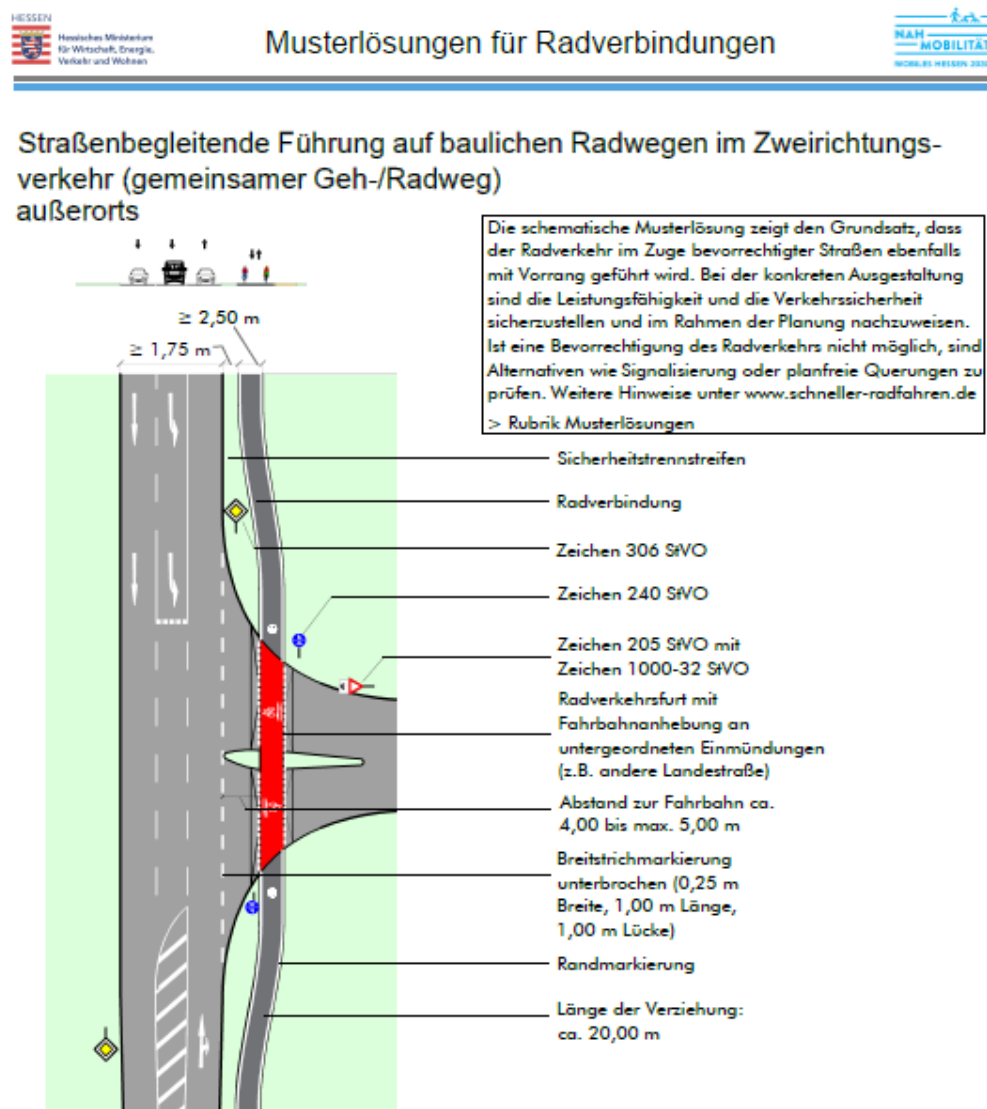 HESSEN
Hessisches Ministerium
für Wirtschaft, Energie,
Verkehr und Wohnen
Musterlösungen für Radverbindungen
NAH
MOBILITÄT
MOBILES HESSEN 2030
Straßenbegleitende Führung auf baulichen Radwegen im Zweirichtungs-
verkehr (gemeinsamer Geh-/Radweg)
außerorts
Die schematische Musterlösung zeigt den Grundsatz, dass
der Radverkehr im Zuge bevorrechtigter Straßen ebenfalls
mit Vorrang geführt wird. Bei der konkreten Ausgestaltung
sind die Leistungsfähigkeit und die Verkehrssicherheit
sicherzustellen und im Rahmen der Planung nachzuweisen.
Ist eine Bevorrechtigung des Radverkehrs nicht möglich, sind
Alternativen wie Signalisierung oder planfreie Querungen zu
prüfen. Weitere Hinweise unter www.schneller-radfahren.de
> Rubrik Musterlösungen
≥ 2,50 m
≥ 1,75 m
Sicherheitstrennstreifen
Radverbindung
Zeichen 306 StVO
Zeichen 240 StVO
Zeichen 205 StVO mit
Zeichen 1000-32 StVO
Radverkehrsfurt mit
Fahrbahnanhebung an
untergeordneten Einmündungen
(z.B. andere Landestraße)
Abstand zur Fahrbahn ca.
4,00 bis max. 5,00 m
Breitstrichmarkierung
unterbrochen (0,25 m
Breite, 1,00 m Länge,
1,00 m Lücke)
Randmarkierung
Länge der Verziehung:
ca. 20,00 m